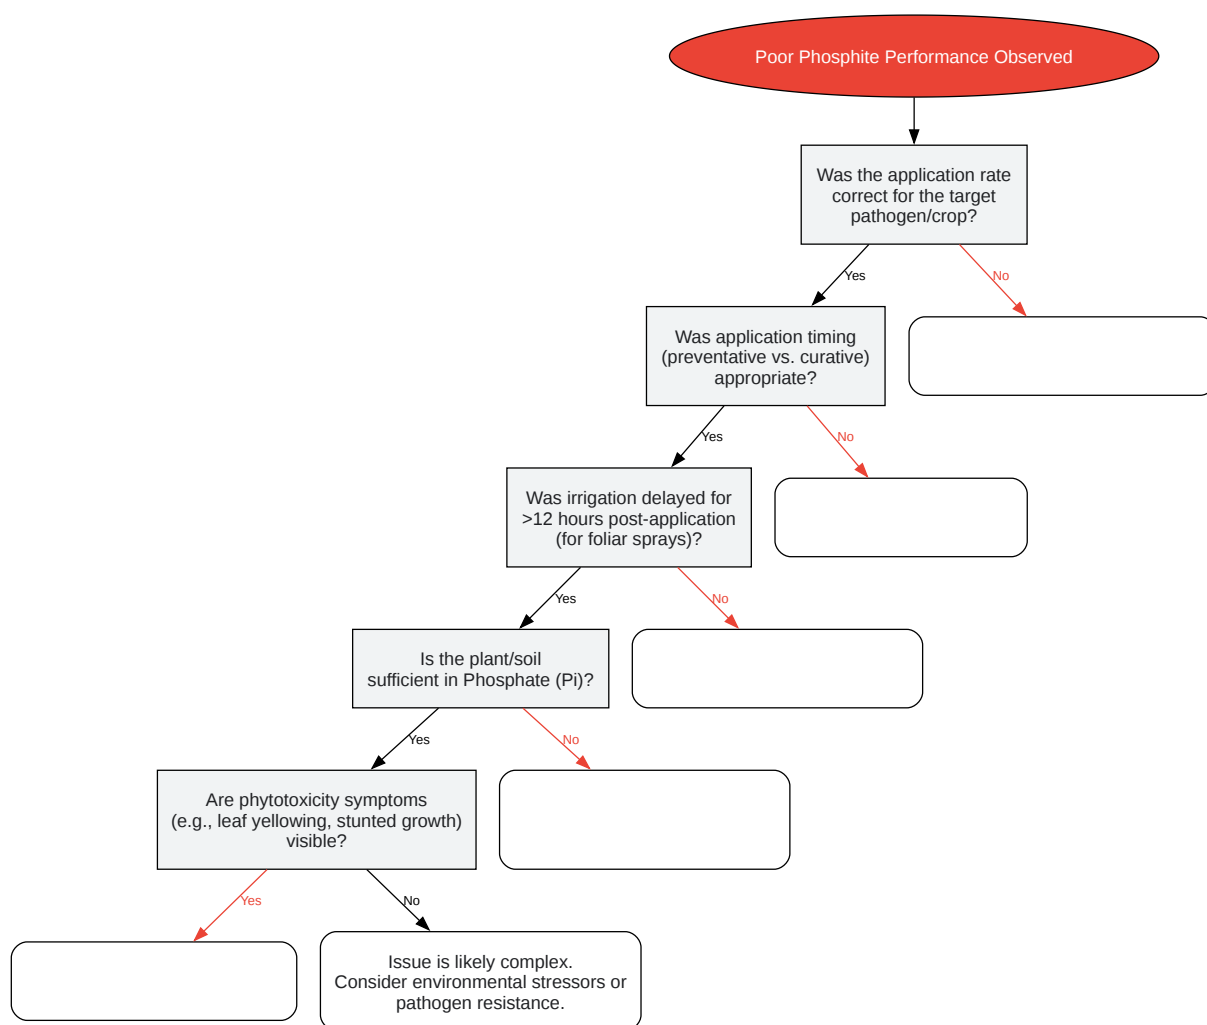 Poor Phosphite Performance Observed
Was the application rate
correct for the target
pathogen/crop?
Yes
No
Was application timing
(preventative vs. curative)
appropriate?
Yes
No
Was irrigation delayed for
>12 hours post-application
(for foliar sprays)?
Yes
No
Is the plant/soil
sufficient in Phosphate (Pi)?
Yes
No
Are phytotoxicity symptoms
(e.g., leaf yellowing, stunted growth)
visible?
Yes
No
Issue is likely complex.
Consider environmental stressors or
pathogen resistance.